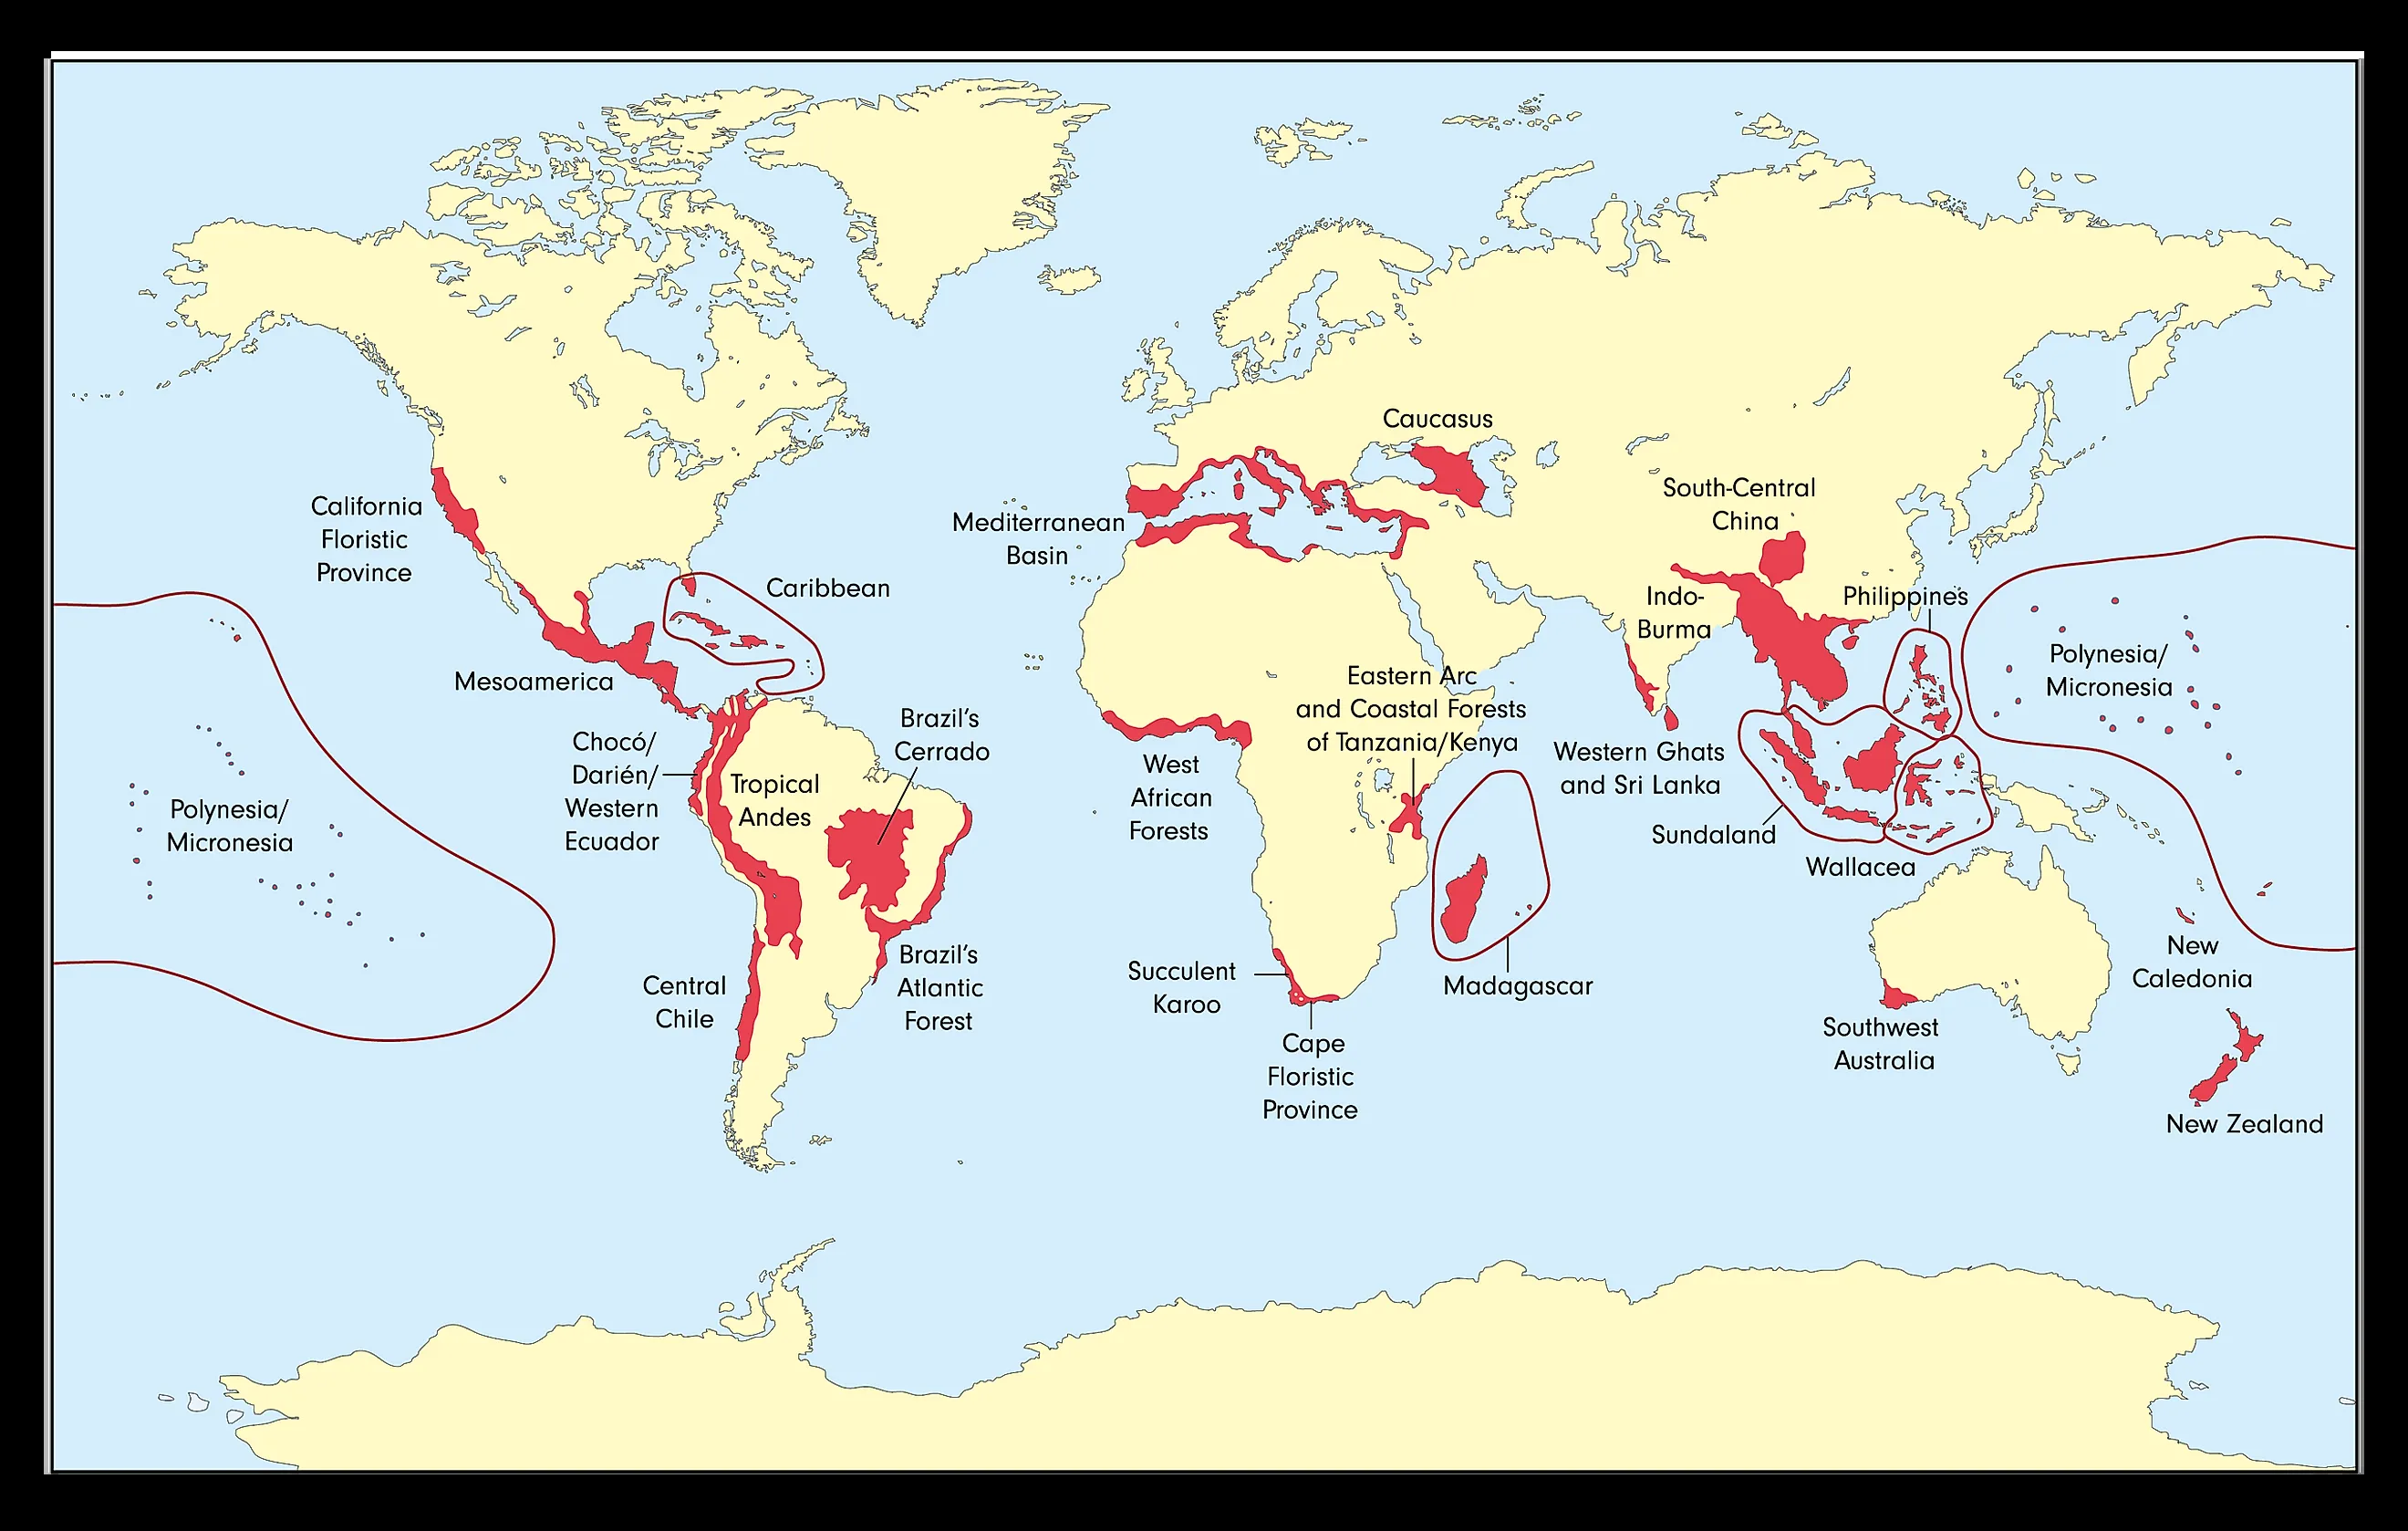 Caucasus
South-Central
China
California
Floristic
Province
Mediterranean
Basin
Caribbean
Indo-
Burma
Philippines
Mesoamerica
Polynesia/
Micronesia
Eastern Arc
and Coastal Forests
of Tanzania/Kenya
Brazil's
Cerrado
Chocó/
Darién/
Western
Ecuador
Tropical
Andes
West
African
Forests
Western Ghats
and Sri Lanka
Polynesia/
Micronesia
Sundaland
Wallacea
Brazil's
Atlantic
Forest
Central
Chile
Succulent
Karoo
Madagascar
New
Caledonia
Cape
Floristic
Province
Southwest
Australia
New Zealand